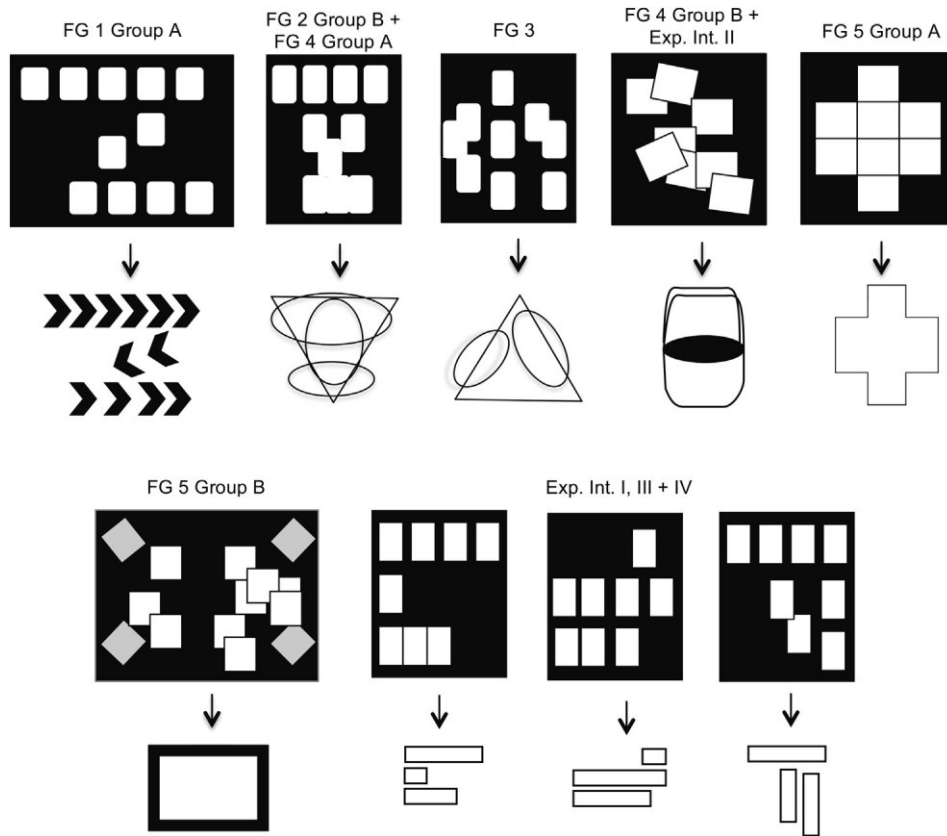 FG 1 Group A
FG 2 Group B +
FG 4 Group A
FG 3
FG 4 Group B +
Exp. Int. II
FG 5 Group A
FG 5 Group B
Exp. Int. I, III + IV